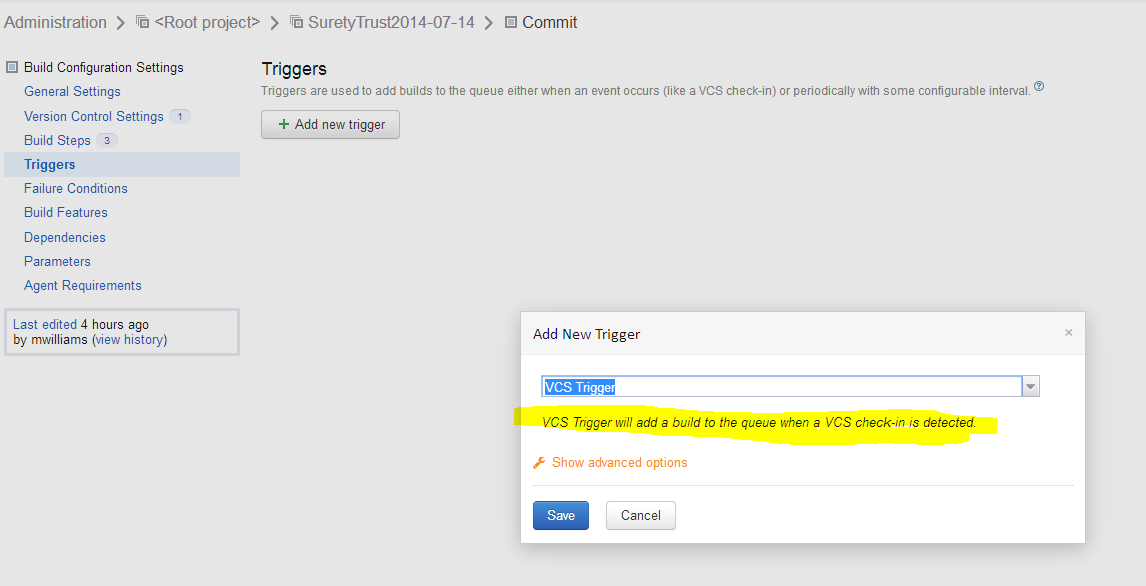 Administration > <Root project> > SuretyTrust2014-07-14 > Commit
Build Configuration Settings
General Settings
Version Control Settings 1
Build Steps 3
Triggers
Failure Conditions
Build Features
Dependencies
Parameters
Agent Requirements
Last edited 4 hours ago
by mwilliams (view history)
Triggers
Triggers are used to add builds to the queue either when an event occurs (like a VCS check-in) or periodically with some configurable interval. ?
+ Add new trigger
Add New Trigger ×
VCS Trigger
VCS Trigger will add a build to the queue when a VCS check-in is detected.
Show advanced options
Save Cancel